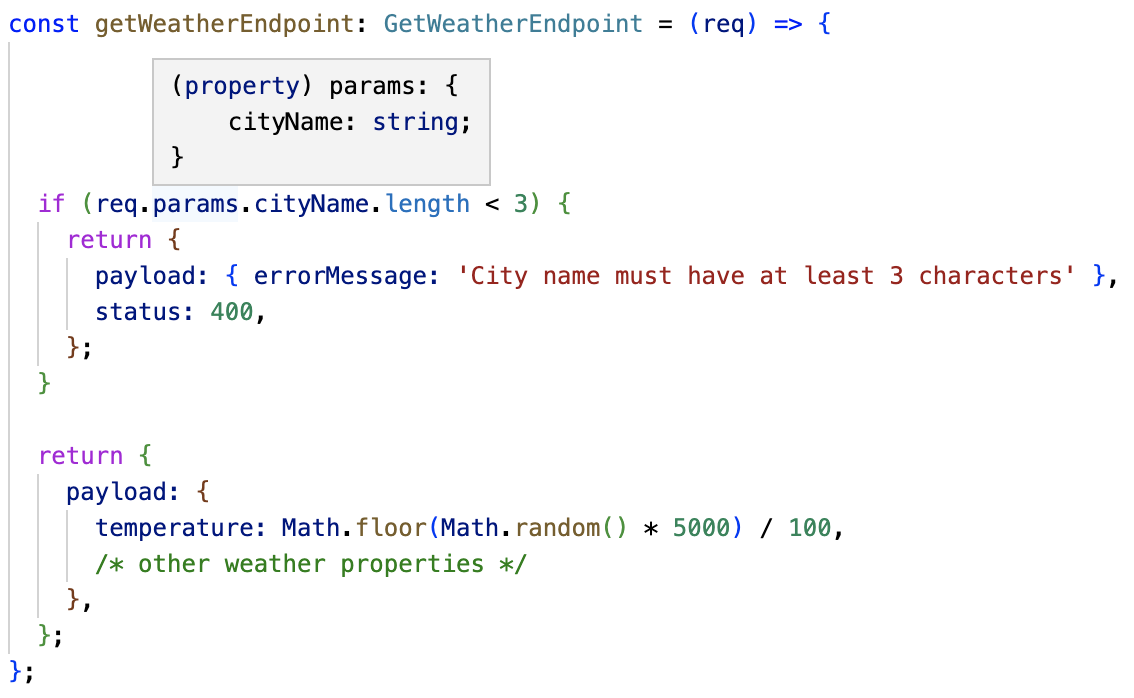 const getWeatherEndpoint: GetWeatherEndpoint = (req) => {
(property) params: {
    cityName: string;
}
  if (req.params.cityName.length < 3) {
    return {
      payload: { errorMessage: 'City name must have at least 3 characters' },
      status: 400,
    };
  }
  return {
    payload: {
      temperature: Math.floor(Math.random() * 5000) / 100,
      /* other weather properties */
    },
  };
};